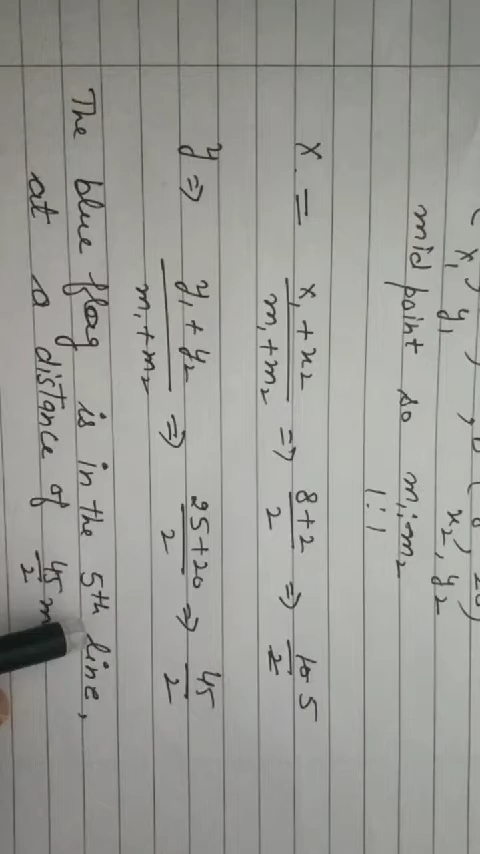 x₁, y₁ x₂, y₂
mid point so m₁=m₂
1:1
x = (x₁ + x₂)/(m₁ + m₂) ⇒ (8+2)/2 ⇒ 10/2 5
y ⇒ (y₁ + y₂)/(m₁ + m₂) ⇒ (25+20)/2 ⇒ 45/2
The blue flag is in the 5th line,
at a distance of 45/2 m